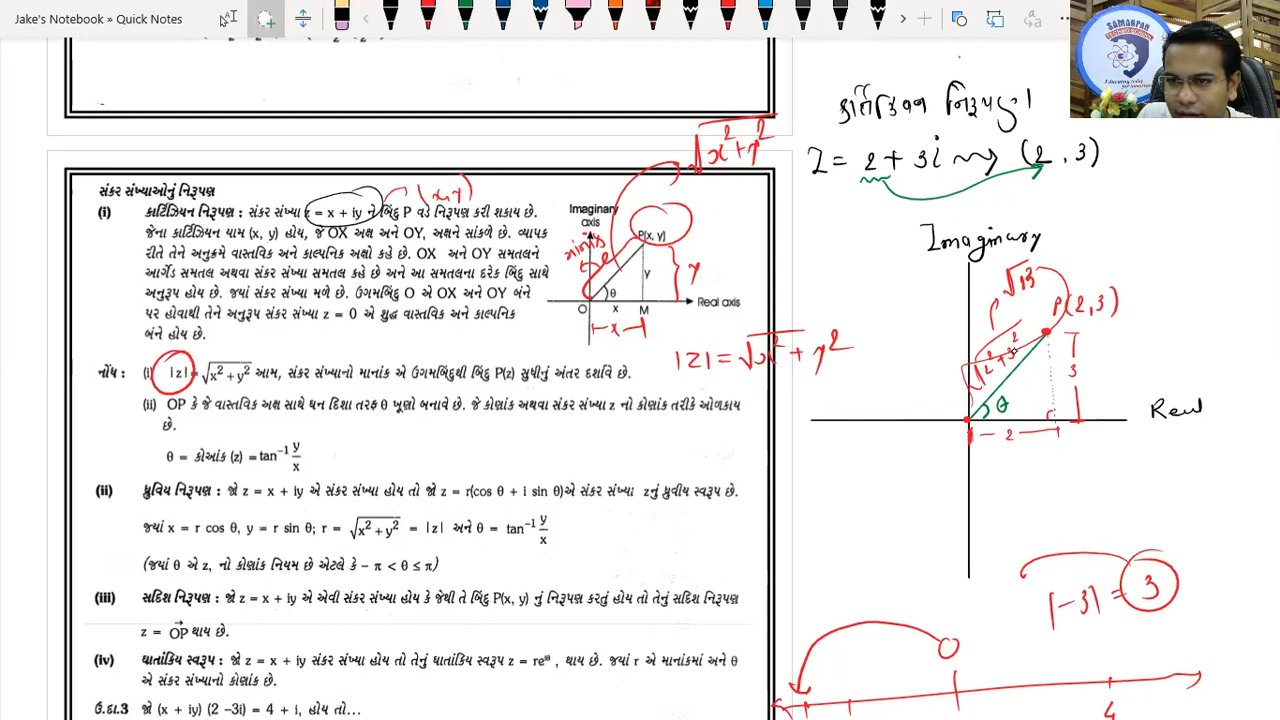 Jake's Notebook » Quick Notes
SAMARPAN
સંકર સંખ્યાઓનું નિરૂપણ
(i) કાર્ટિઝિયન નિરૂપણ : સંકર સંખ્યા z = x + iy ને બિંદુ P વડે નિરૂપણ કરી શકાય છે.
જેના કાર્ટિઝિયન યામ (x, y) હોય, જે OX અક્ષ અને OY, અક્ષને સાંકળે છે. વ્યાપક
રીતે તેને અનુક્રમે વાસ્તવિક અને કાલ્પનિક અક્ષો કહે છે. OX અને OY સમતલને
આર્ગેંડ સમતલ અથવા સંકર સંખ્યા સમતલ કહે છે અને આ સમતલના દરેક બિંદુ સાથે
અનુરૂપ હોય છે. જ્યાં સંકર સંખ્યા મળે છે. ઉગમબિંદુ O એ OX અને OY બંને
પર હોવાથી તેને અનુરૂપ સંકર સંખ્યા z = 0 એ શુદ્ધ વાસ્તવિક અને કાલ્પનિક
બંને હોય છે.
(x, y)
√x²+y²
Imaginary
axis
P(x, y)
y
y
θ
O x M Real axis
x
|z| = √x² + y²
નોંધ : (i) |z| = √x² + y² આમ, સંકર સંખ્યાનો માનાંક એ ઉગમબિંદુથી બિંદુ P(z) સુધીનું અંતર દર્શાવે છે.
(ii) OP કે જે વાસ્તવિક અક્ષ સાથે ધન દિશા તરફ θ ખૂણો બનાવે છે. જે કોણાંક અથવા સંકર સંખ્યા z નો કોણાંક તરીકે ઓળકાય
છે.
θ = કોઆંક (z) = tan⁻¹ y/x
(ii) ધ્રુવિય નિરૂપણ : જો z = x + iy એ સંકર સંખ્યા હોય તો જો z = r(cos θ + i sin θ)એ સંકર સંખ્યા zનું ધ્રુવીય સ્વરૂપ છે.
જ્યાં x = r cos θ, y = r sin θ; r = √x² + y² = |z| અને θ = tan⁻¹ y/x
(જ્યાં θ એ z, નો કોણાંક નિયમ છે એટલે કે - π < θ ≤ π)
(iii) સદિશ નિરૂપણ : જો z = x + iy એ એવી સંકર સંખ્યા હોય કે જેથી તે બિંદુ P(x, y) નું નિરૂપણ કરતું હોય તો તેનું સદિશ નિરૂપણ
z = OP⃗ થાય છે.
(iv) ઘાતાંકિય સ્વરૂપ : જો z = x + iy સંકર સંખ્યા હોય તો તેનું ઘાતાંકિય સ્વરૂપ z = re^iθ , થાય છે. જ્યાં r એ માનાંકમાં અને θ
એ સંકર સંખ્યાનો કોણાંક છે.
ઉ.દા.3 જો (x + iy) (2 –3i) = 4 + i, હોય તો...
નિરૂપણ
Z = 2 + 3i (2, 3)
Imaginary
√13
P(2,3)
√2²+3²
3
θ
Real
2
|-3| = 3
0
4